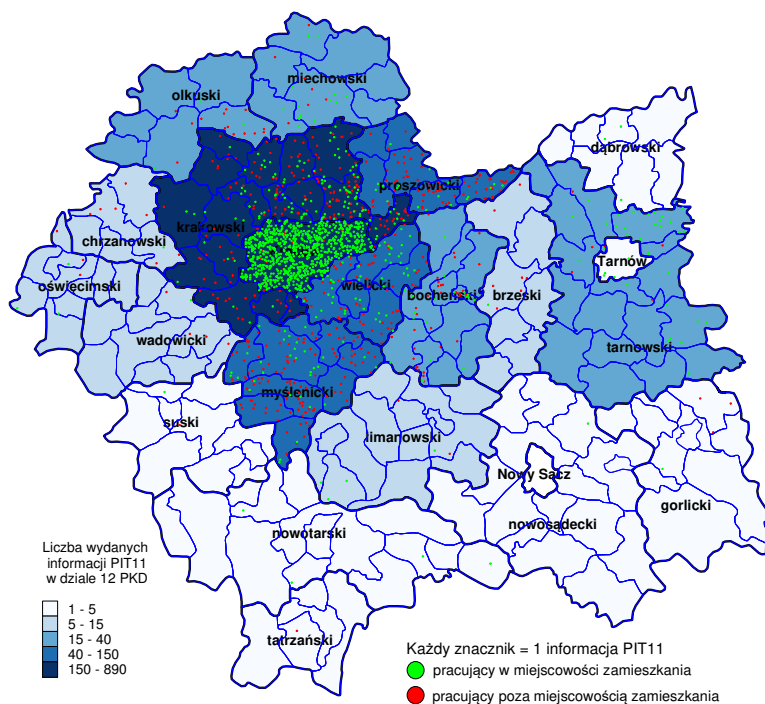 miechowski
olkuski
dąbrowski
proszowicki
krakowski
chrzanowski
Tarnów
oświęcimski
wielicki
bocheński
brzeski
wadowicki
tarnowski
myślenicki
suski
limanowski
Nowy Sącz
gorlicki
nowosądecki
nowotarski
tatrzański
Liczba wydanych
informacji PIT11
w dziale 12 PKD
1 - 5
5 - 15
15 - 40
40 - 150
150 - 890
Każdy znacznik = 1 informacja PIT11
pracujący w miejscowości zamieszkania
pracujący poza miejscowością zamieszkania